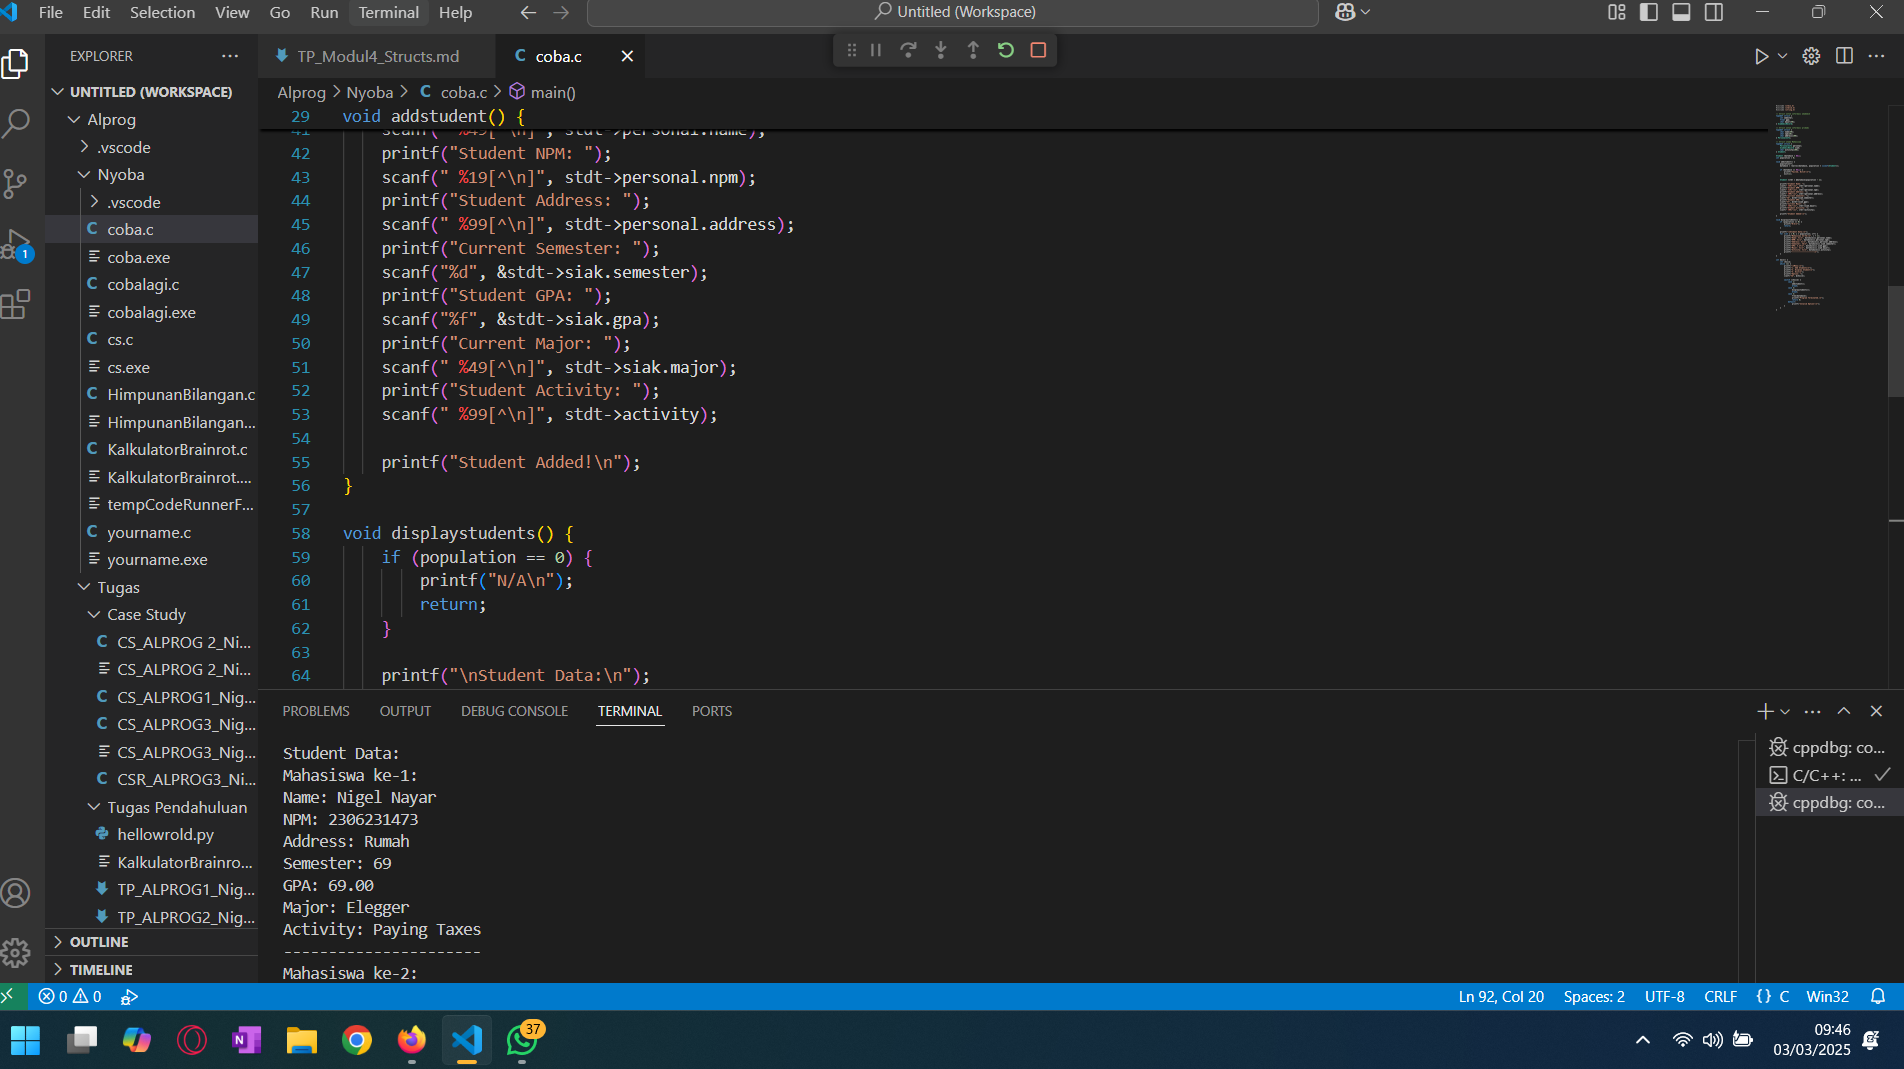 File Edit Selection View Go Run Terminal Help
Untitled (Workspace)
EXPLORER
TP_Modul4_Structs.md
C coba.c
UNTITLED (WORKSPACE)
Alprog
.vscode
Nyoba
.vscode
C coba.c
coba.exe
C cobalagi.c
cobalagi.exe
C cs.c
cs.exe
C HimpunanBilangan.c
HimpunanBilangan...
C KalkulatorBrainrot.c
KalkulatorBrainrot....
tempCodeRunnerF...
C yourname.c
yourname.exe
Tugas
Case Study
C CS_ALPROG 2_Ni...
CS_ALPROG 2_Ni...
C CS_ALPROG1_Nig...
C CS_ALPROG3_Nig...
CS_ALPROG3_Nig...
C CSR_ALPROG3_Ni...
Tugas Pendahuluan
hellowrold.py
KalkulatorBrainro...
TP_ALPROG1_Nig...
TP_ALPROG2_Nig...
OUTLINE
TIMELINE
1
Alprog > Nyoba > C coba.c > main()
29 void addstudent() {
41 scanf(" %49[^\n]", stdt->personal.name);
42 printf("Student NPM: ");
43 scanf(" %19[^\n]", stdt->personal.npm);
44 printf("Student Address: ");
45 scanf(" %99[^\n]", stdt->personal.address);
46 printf("Current Semester: ");
47 scanf("%d", &stdt->siak.semester);
48 printf("Student GPA: ");
49 scanf("%f", &stdt->siak.gpa);
50 printf("Current Major: ");
51 scanf(" %49[^\n]", stdt->siak.major);
52 printf("Student Activity: ");
53 scanf(" %99[^\n]", stdt->activity);
54
55 printf("Student Added!\n");
56 }
57
58 void displaystudents() {
59 if (population == 0) {
60 printf("N/A\n");
61 return;
62 }
63
64 printf("\nStudent Data:\n");
PROBLEMS OUTPUT DEBUG CONSOLE TERMINAL PORTS
Student Data:
Mahasiswa ke-1:
Name: Nigel Nayar
NPM: 2306231473
Address: Rumah
Semester: 69
GPA: 69.00
Major: Elegger
Activity: Paying Taxes
----------------------
Mahasiswa ke-2:
cppdbg: co...
C/C++: ...
cppdbg: co...
0 0
Ln 92, Col 20 Spaces: 2 UTF-8 CRLF {} C Win32
37
09:46
03/03/2025